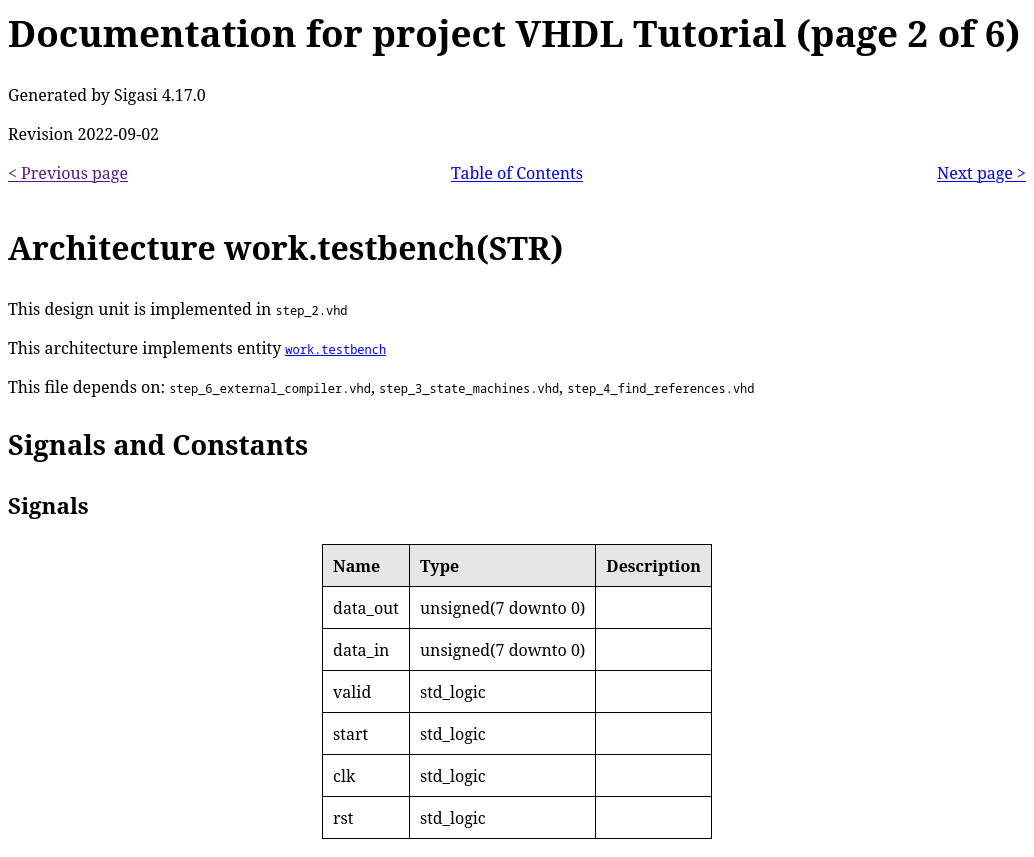 Documentation for project VHDL Tutorial (page 2 of 6)
Generated by Sigasi 4.17.0
Revision 2022-09-02
< Previous page Table of Contents Next page >
Architecture work.testbench(STR)
This design unit is implemented in step_2.vhd
This architecture implements entity work.testbench
This file depends on: step_6_external_compiler.vhd, step_3_state_machines.vhd, step_4_find_references.vhd
Signals and Constants
Signals
Name Type Description
data_out unsigned(7 downto 0)
data_in unsigned(7 downto 0)
valid std_logic
start std_logic
clk std_logic
rst std_logic